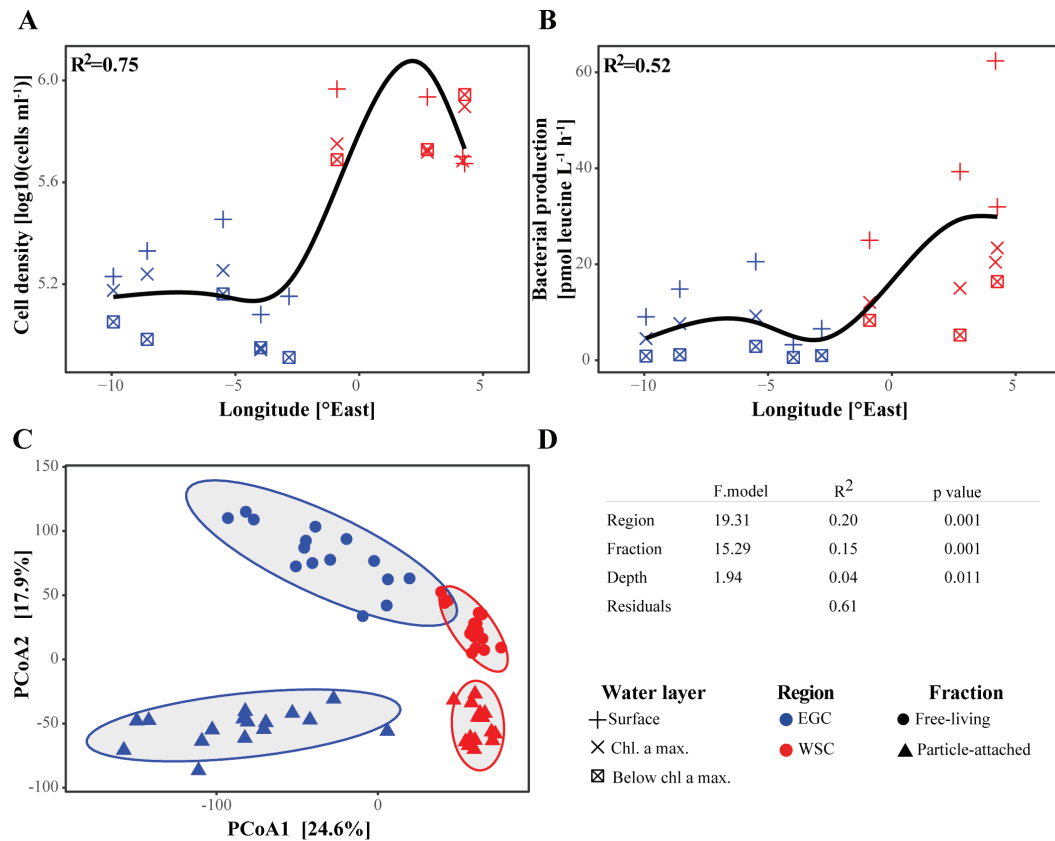 A
R²=0.75
Cell density [log10(cells ml⁻¹)]
6.0
5.6
5.2
−10
−5
0
5
Longitude [°East]
B
R²=0.52
Bacterial production
[pmol leucine L⁻¹ h⁻¹]
60
40
20
0
−10
−5
0
5
Longitude [°East]
C
PCoA2 [17.9%]
150
100
50
0
-50
-100
-100
0
PCoA1 [24.6%]
D
F.model R² p value
Region 19.31 0.20 0.001
Fraction 15.29 0.15 0.001
Depth 1.94 0.04 0.011
Residuals 0.61
Water layer
Surface
Chl. a max.
Below chl a max.
Region
EGC
WSC
Fraction
Free-living
Particle-attached